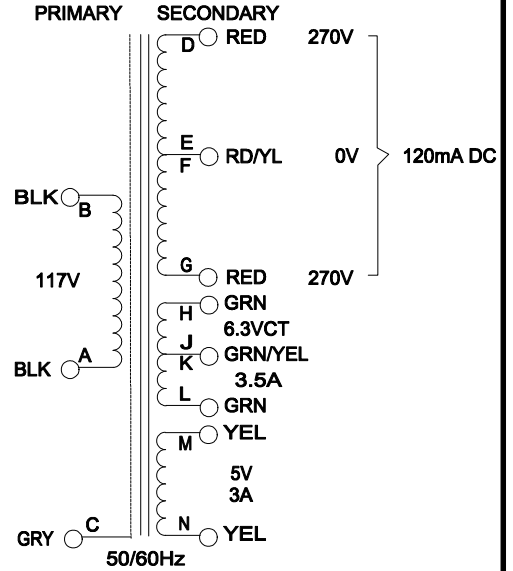 PRIMARY SECONDARY
D RED 270V
E
F RD/YL 0V 120mA DC
BLK B
G RED 270V
117V
H GRN
6.3VCT
J
K GRN/YEL
BLK A
3.5A
L GRN
M YEL
5V
3A
GRY C
N YEL
50/60Hz